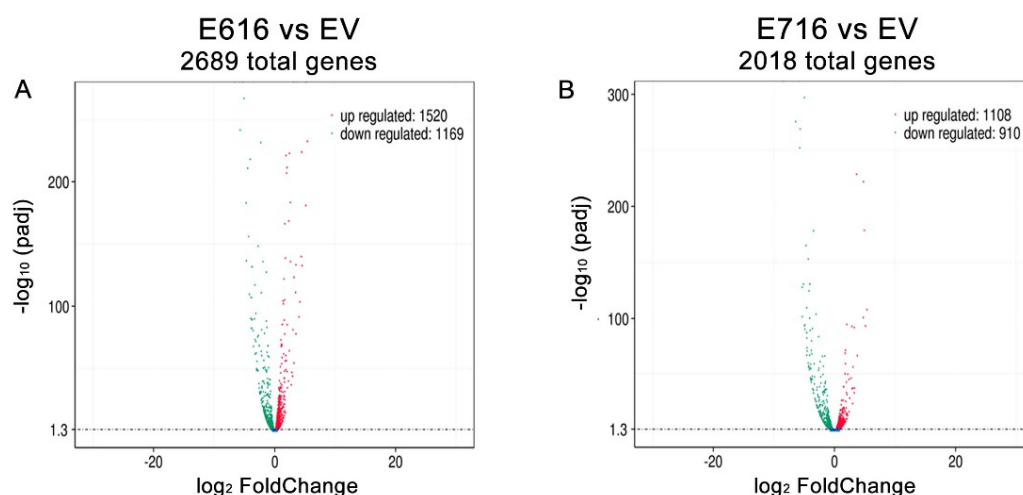 E616 vs EV
2689 total genes
A
up regulated: 1520
down regulated: 1169
200
100
1.3
-log₁₀ (padj)
-20
0
20
log₂ FoldChange
E716 vs EV
2018 total genes
B
300
up regulated: 1108
down regulated: 910
200
100
1.3
-log₁₀ (padj)
-20
0
20
log₂ FoldChange